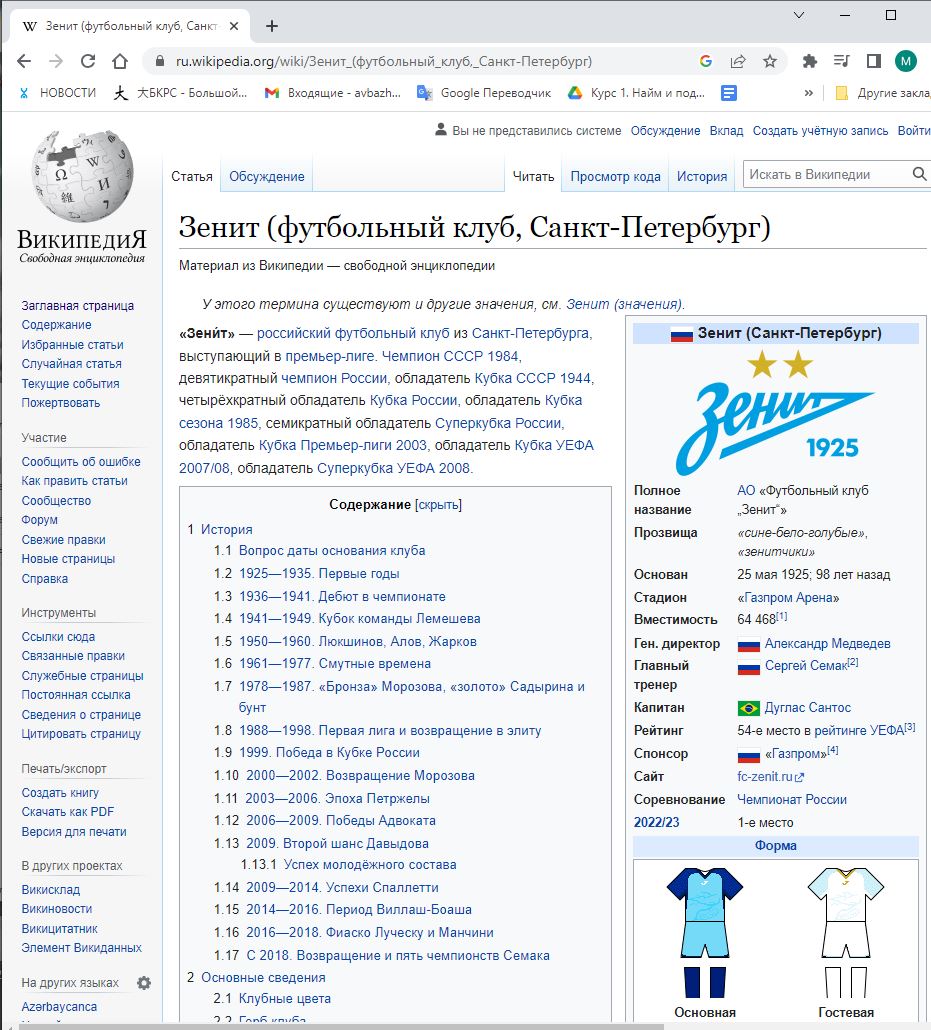 Зенит (футбольный клуб, Санкт-
ru.wikipedia.org/wiki/Зенит_(футбольный_клуб,_Санкт-Петербург)
M
НОВОСТИ
大БКРС - Большой...
Входящие - avbazh...
Google Переводчик
Курс 1. Найм и под...
»
Другие закла
Вы не представились системе Обсуждение Вклад Создать учётную запись Войти
Статья Обсуждение Читать Просмотр кода История Искать в Википедии
ВИКИПЕДИЯ
Свободная энциклопедия
Заглавная страница
Содержание
Избранные статьи
Случайная статья
Текущие события
Пожертвовать
Участие
Сообщить об ошибке
Как править статьи
Сообщество
Форум
Свежие правки
Новые страницы
Справка
Инструменты
Ссылки сюда
Связанные правки
Служебные страницы
Постоянная ссылка
Сведения о странице
Цитировать страницу
Печать/экспорт
Создать книгу
Скачать как PDF
Версия для печати
В других проектах
Викисклад
Викиновости
Викицитатник
Элемент Викиданных
На других языках
Azərbaycanca
Зенит (футбольный клуб, Санкт-Петербург)
Материал из Википедии — свободной энциклопедии
У этого термина существуют и другие значения, см. Зенит (значения).
«Зени́т» — российский футбольный клуб из Санкт-Петербурга,
выступающий в премьер-лиге. Чемпион СССР 1984,
девятикратный чемпион России, обладатель Кубка СССР 1944,
четырёхкратный обладатель Кубка России, обладатель Кубка
сезона 1985, семикратный обладатель Суперкубка России,
обладатель Кубка Премьер-лиги 2003, обладатель Кубка УЕФА
2007/08, обладатель Суперкубка УЕФА 2008.
Содержание [скрыть]
1 История
1.1 Вопрос даты основания клуба
1.2 1925—1935. Первые годы
1.3 1936—1941. Дебют в чемпионате
1.4 1941—1949. Кубок команды Лемешева
1.5 1950—1960. Люкшинов, Алов, Жарков
1.6 1961—1977. Смутные времена
1.7 1978—1987. «Бронза» Морозова, «золото» Садырина и
бунт
1.8 1988—1998. Первая лига и возвращение в элиту
1.9 1999. Победа в Кубке России
1.10 2000—2002. Возвращение Морозова
1.11 2003—2006. Эпоха Петржелы
1.12 2006—2009. Победы Адвоката
1.13 2009. Второй шанс Давыдова
1.13.1 Успех молодёжного состава
1.14 2009—2014. Успехи Спаллетти
1.15 2014—2016. Период Виллаш-Боаша
1.16 2016—2018. Фиаско Луческу и Манчини
1.17 С 2018. Возвращение и пять чемпионств Семака
2 Основные сведения
2.1 Клубные цвета
2.2 Герб клуба
Зенит (Санкт-Петербург)
Зенит
1925
Полное название АО «Футбольный клуб „Зенит“»
Прозвища «сине-бело-голубые», «зенитчики»
Основан 25 мая 1925; 98 лет назад
Стадион «Газпром Арена»
Вместимость 64 468[1]
Ген. директор Александр Медведев
Главный тренер Сергей Семак[2]
Капитан Дуглас Сантос
Рейтинг 54-е место в рейтинге УЕФА[3]
Спонсор «Газпром»[4]
Сайт fc-zenit.ru
Соревнование Чемпионат России
2022/23 1-е место
Форма
Основная Гостевая